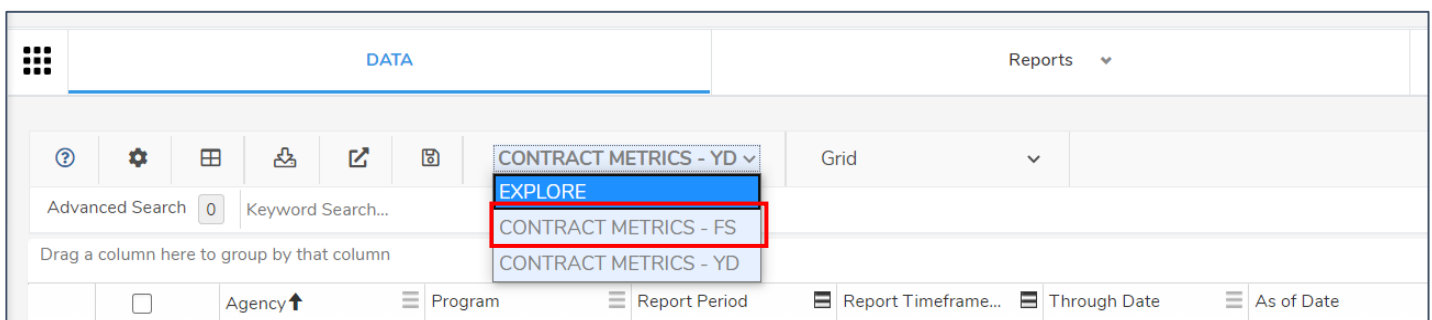 DATA
Reports
CONTRACT METRICS - YD
Grid
EXPLORE
Advanced Search 0 Keyword Search...
CONTRACT METRICS - FS
Drag a column here to group by that column
CONTRACT METRICS - YD
Agency Program Report Period Report Timeframe... Through Date As of Date